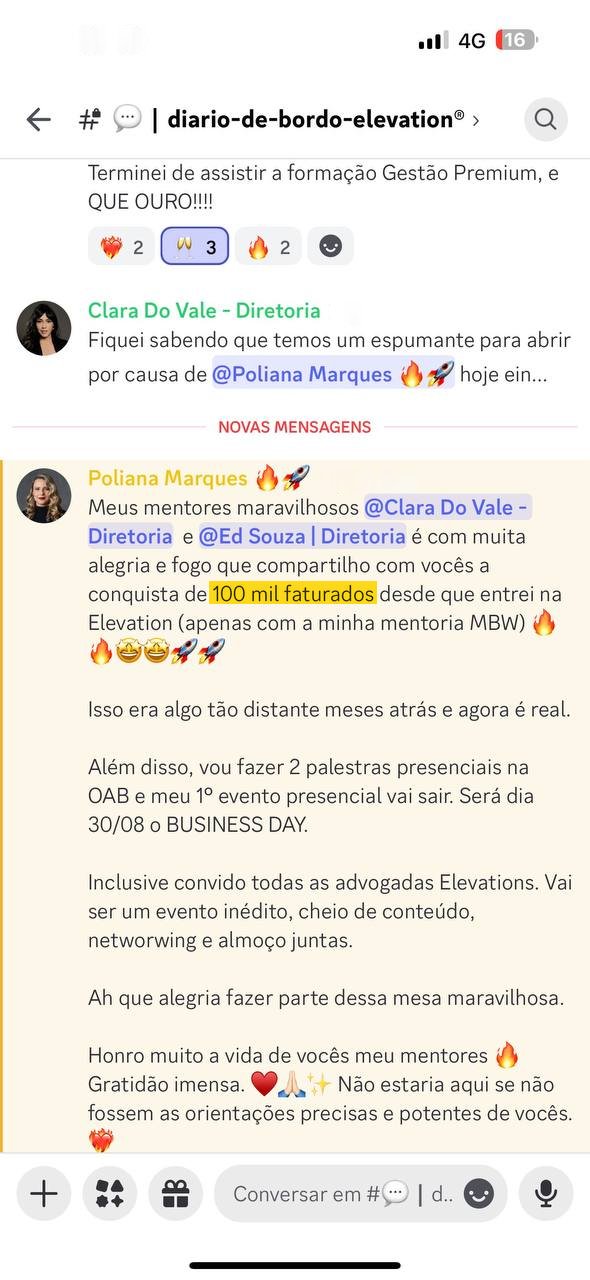 4G 16
# 💬 | diario-de-bordo-elevation® ›
Terminei de assistir a formação Gestão Premium, e
QUE OURO!!!!
❤️‍🔥 2 🥂 3 🔥 2
Clara Do Vale - Diretoria
Fiquei sabendo que temos um espumante para abrir
por causa de @Poliana Marques 🔥🚀 hoje ein...
NOVAS MENSAGENS
Poliana Marques 🔥🚀
Meus mentores maravilhosos @Clara Do Vale -
Diretoria e @Ed Souza | Diretoria é com muita
alegria e fogo que compartilho com vocês a
conquista de 100 mil faturados desde que entrei na
Elevation (apenas com a minha mentoria MBW) 🔥
🔥🤩🤩🚀🚀
Isso era algo tão distante meses atrás e agora é real.
Além disso, vou fazer 2 palestras presenciais na
OAB e meu 1º evento presencial vai sair. Será dia
30/08 o BUSINESS DAY.
Inclusive convido todas as advogadas Elevations. Vai
ser um evento inédito, cheio de conteúdo,
networwing e almoço juntas.
Ah que alegria fazer parte dessa mesa maravilhosa.
Honro muito a vida de vocês meu mentores 🔥
Gratidão imensa. ♥️🙏🏻✨ Não estaria aqui se não
fossem as orientações precisas e potentes de vocês.
❤️‍🔥
Conversar em #💬 | d..